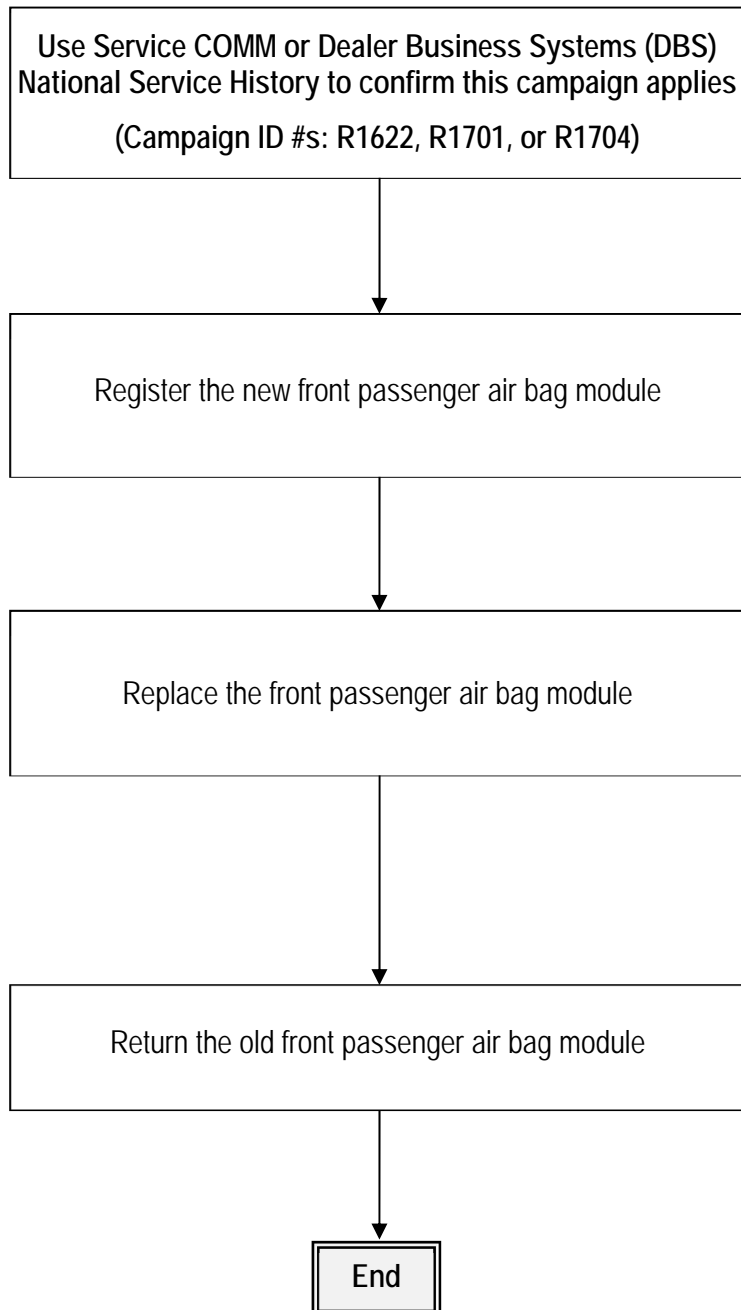 Use Service COMM or Dealer Business Systems (DBS)
National Service History to confirm this campaign applies
(Campaign ID #s: R1622, R1701, or R1704)
Register the new front passenger air bag module
Replace the front passenger air bag module
Return the old front passenger air bag module
End